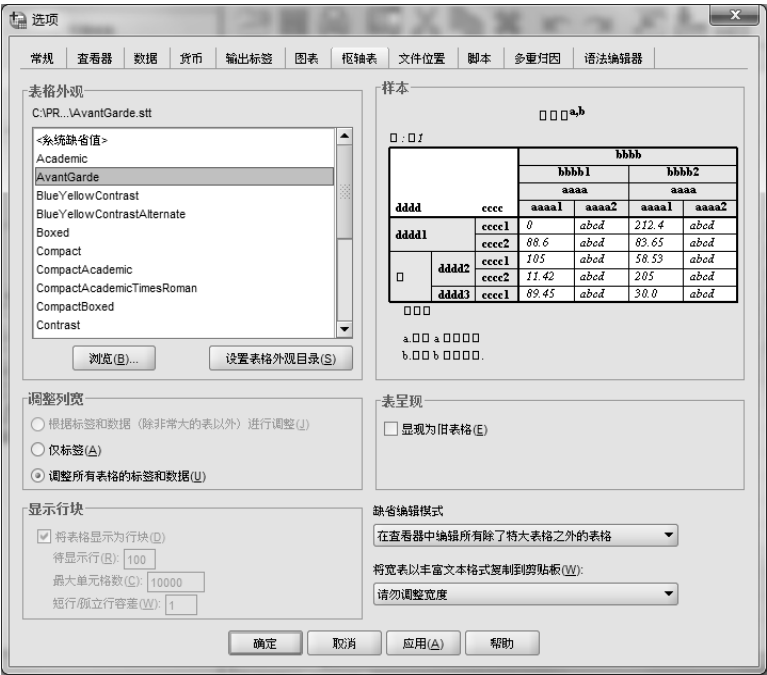 选项
常规 查看器 数据 货币 输出标签 图表 枢轴表 文件位置 脚本 多重归因 语法编辑器
表格外观
C:\PR...\AvantGarde.stt
<系统缺省值>
Academic
AvantGarde
BlueYellowContrast
BlueYellowContrastAlternate
Boxed
Compact
CompactAcademic
CompactAcademicTimesRoman
CompactBoxed
Contrast
浏览(B)... 设置表格外观目录(S)
样本
□□□a,b
□ : □1
bbbb
bbbb1 bbbb2
aaaa aaaa
dddd cccc aaaa1 aaaa2 aaaa1 aaaa2
dddd1 cccc1 0 abcd 212.4 abcd
cccc2 88.6 abcd 83.65 abcd
□ dddd2 cccc1 105 abcd 58.53 abcd
cccc2 11.42 abcd 205 abcd
dddd3 cccc1 89.45 abcd 30.0 abcd
□□□
a.□□ a □□□□
b.□□ b □□□□.
调整列宽
根据标签和数据（除非常大的表以外）进行调整(J)
仅标签(A)
调整所有表格的标签和数据(U)
表呈现
显现为旧表格(E)
显示行块
将表格显示为行块(D)
待显示行(R): 100
最大单元格数(C): 10000
短行/孤立行容差(W): 1
缺省编辑模式
在查看器中编辑所有除了特大表格之外的表格
将宽表以丰富文本格式复制到剪贴板(W):
请勿调整宽度
确定 取消 应用(A) 帮助